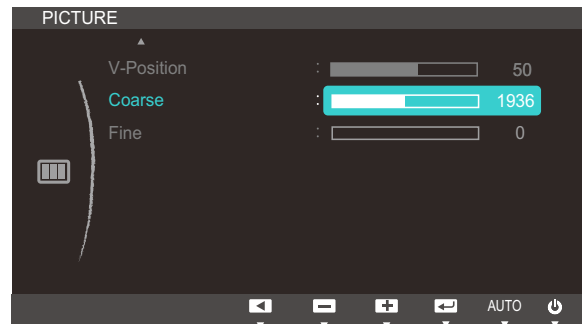 PICTURE
V-Position : 50
Coarse : 1936
Fine : 0
AUTO